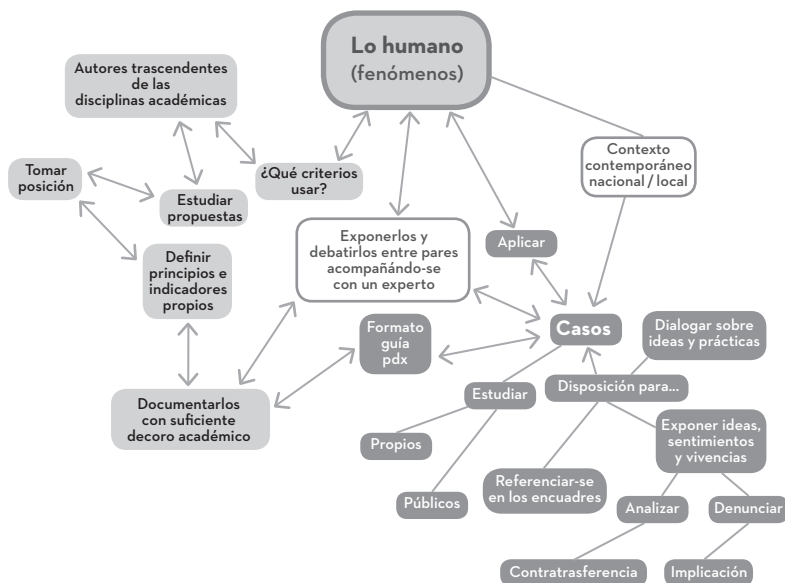 Lo humano
(fenómenos)
Autores trascendentes
de las
disciplinas académicas
Contexto
contemporáneo
nacional / local
Tomar
posición
¿Qué criterios
usar?
Estudiar
propuestas
Exponerlos y
debatirlos entre pares
acompañándo-se
con un experto
Aplicar
Definir
principios e
indicadores
propios
Formato
guía
pdx
Casos
Dialogar sobre
ideas y prácticas
Documentarlos
con suficiente
decoro académico
Estudiar
Disposición para...
Propios
Exponer ideas,
sentimientos
y vivencias
Públicos
Referenciar-se
en los encuadres
Analizar
Denunciar
Contratrasferencia
Implicación